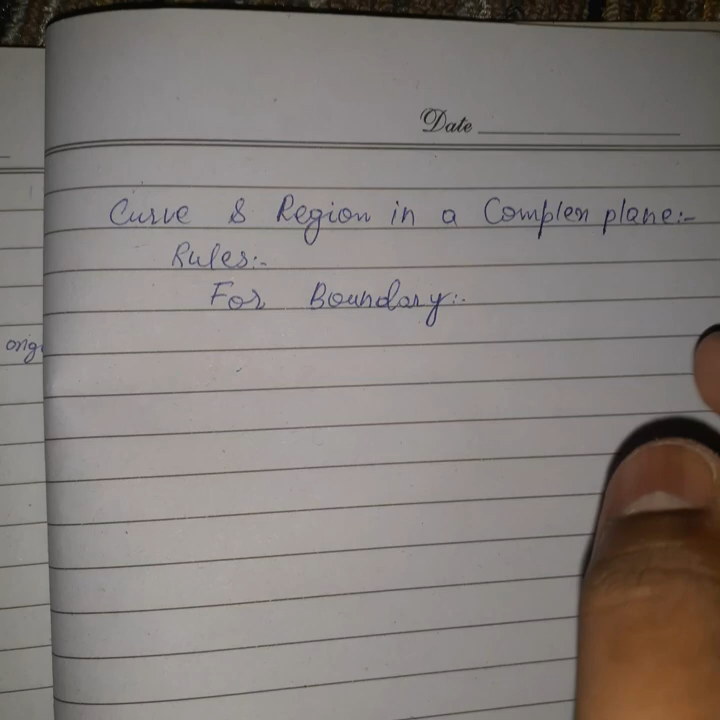 Date
Curve & Region in a Complex plane:-
Rules:-
For Boundary:-